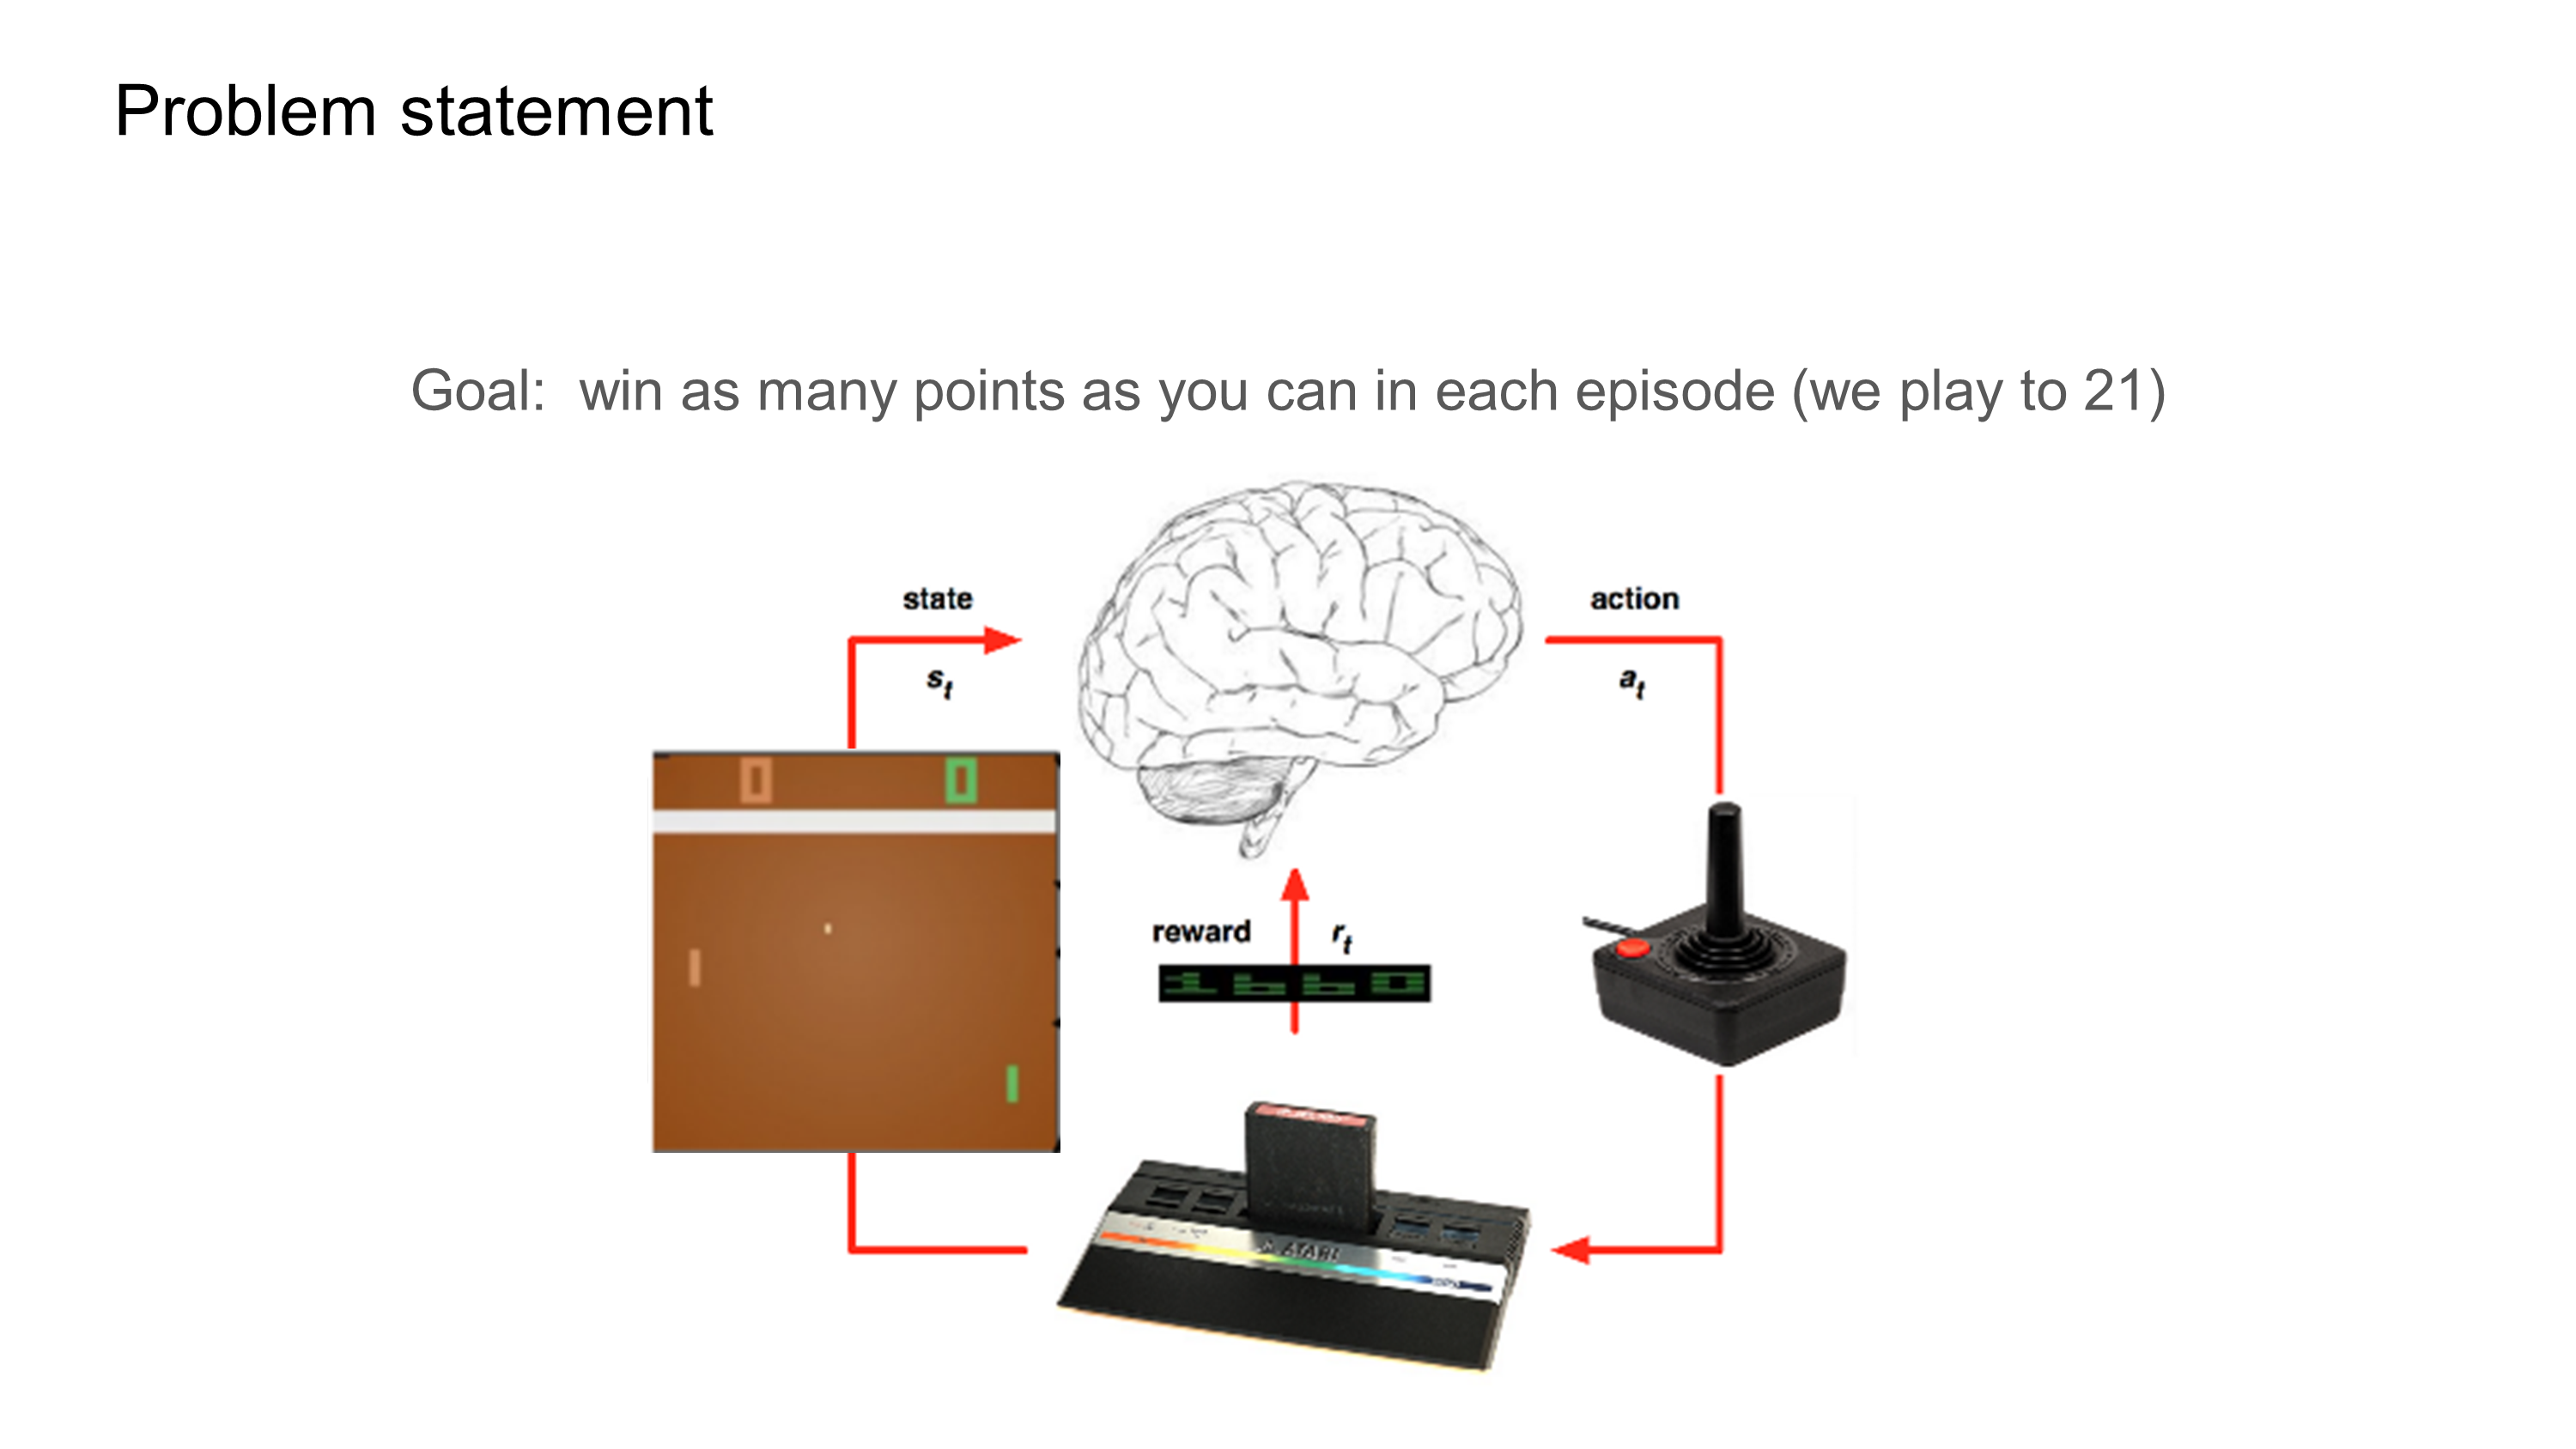 Problem statement
Goal:  win as many points as you can in each episode (we play to 21)
state
s_t
action
a_t
0 0
reward r_t
ATARI